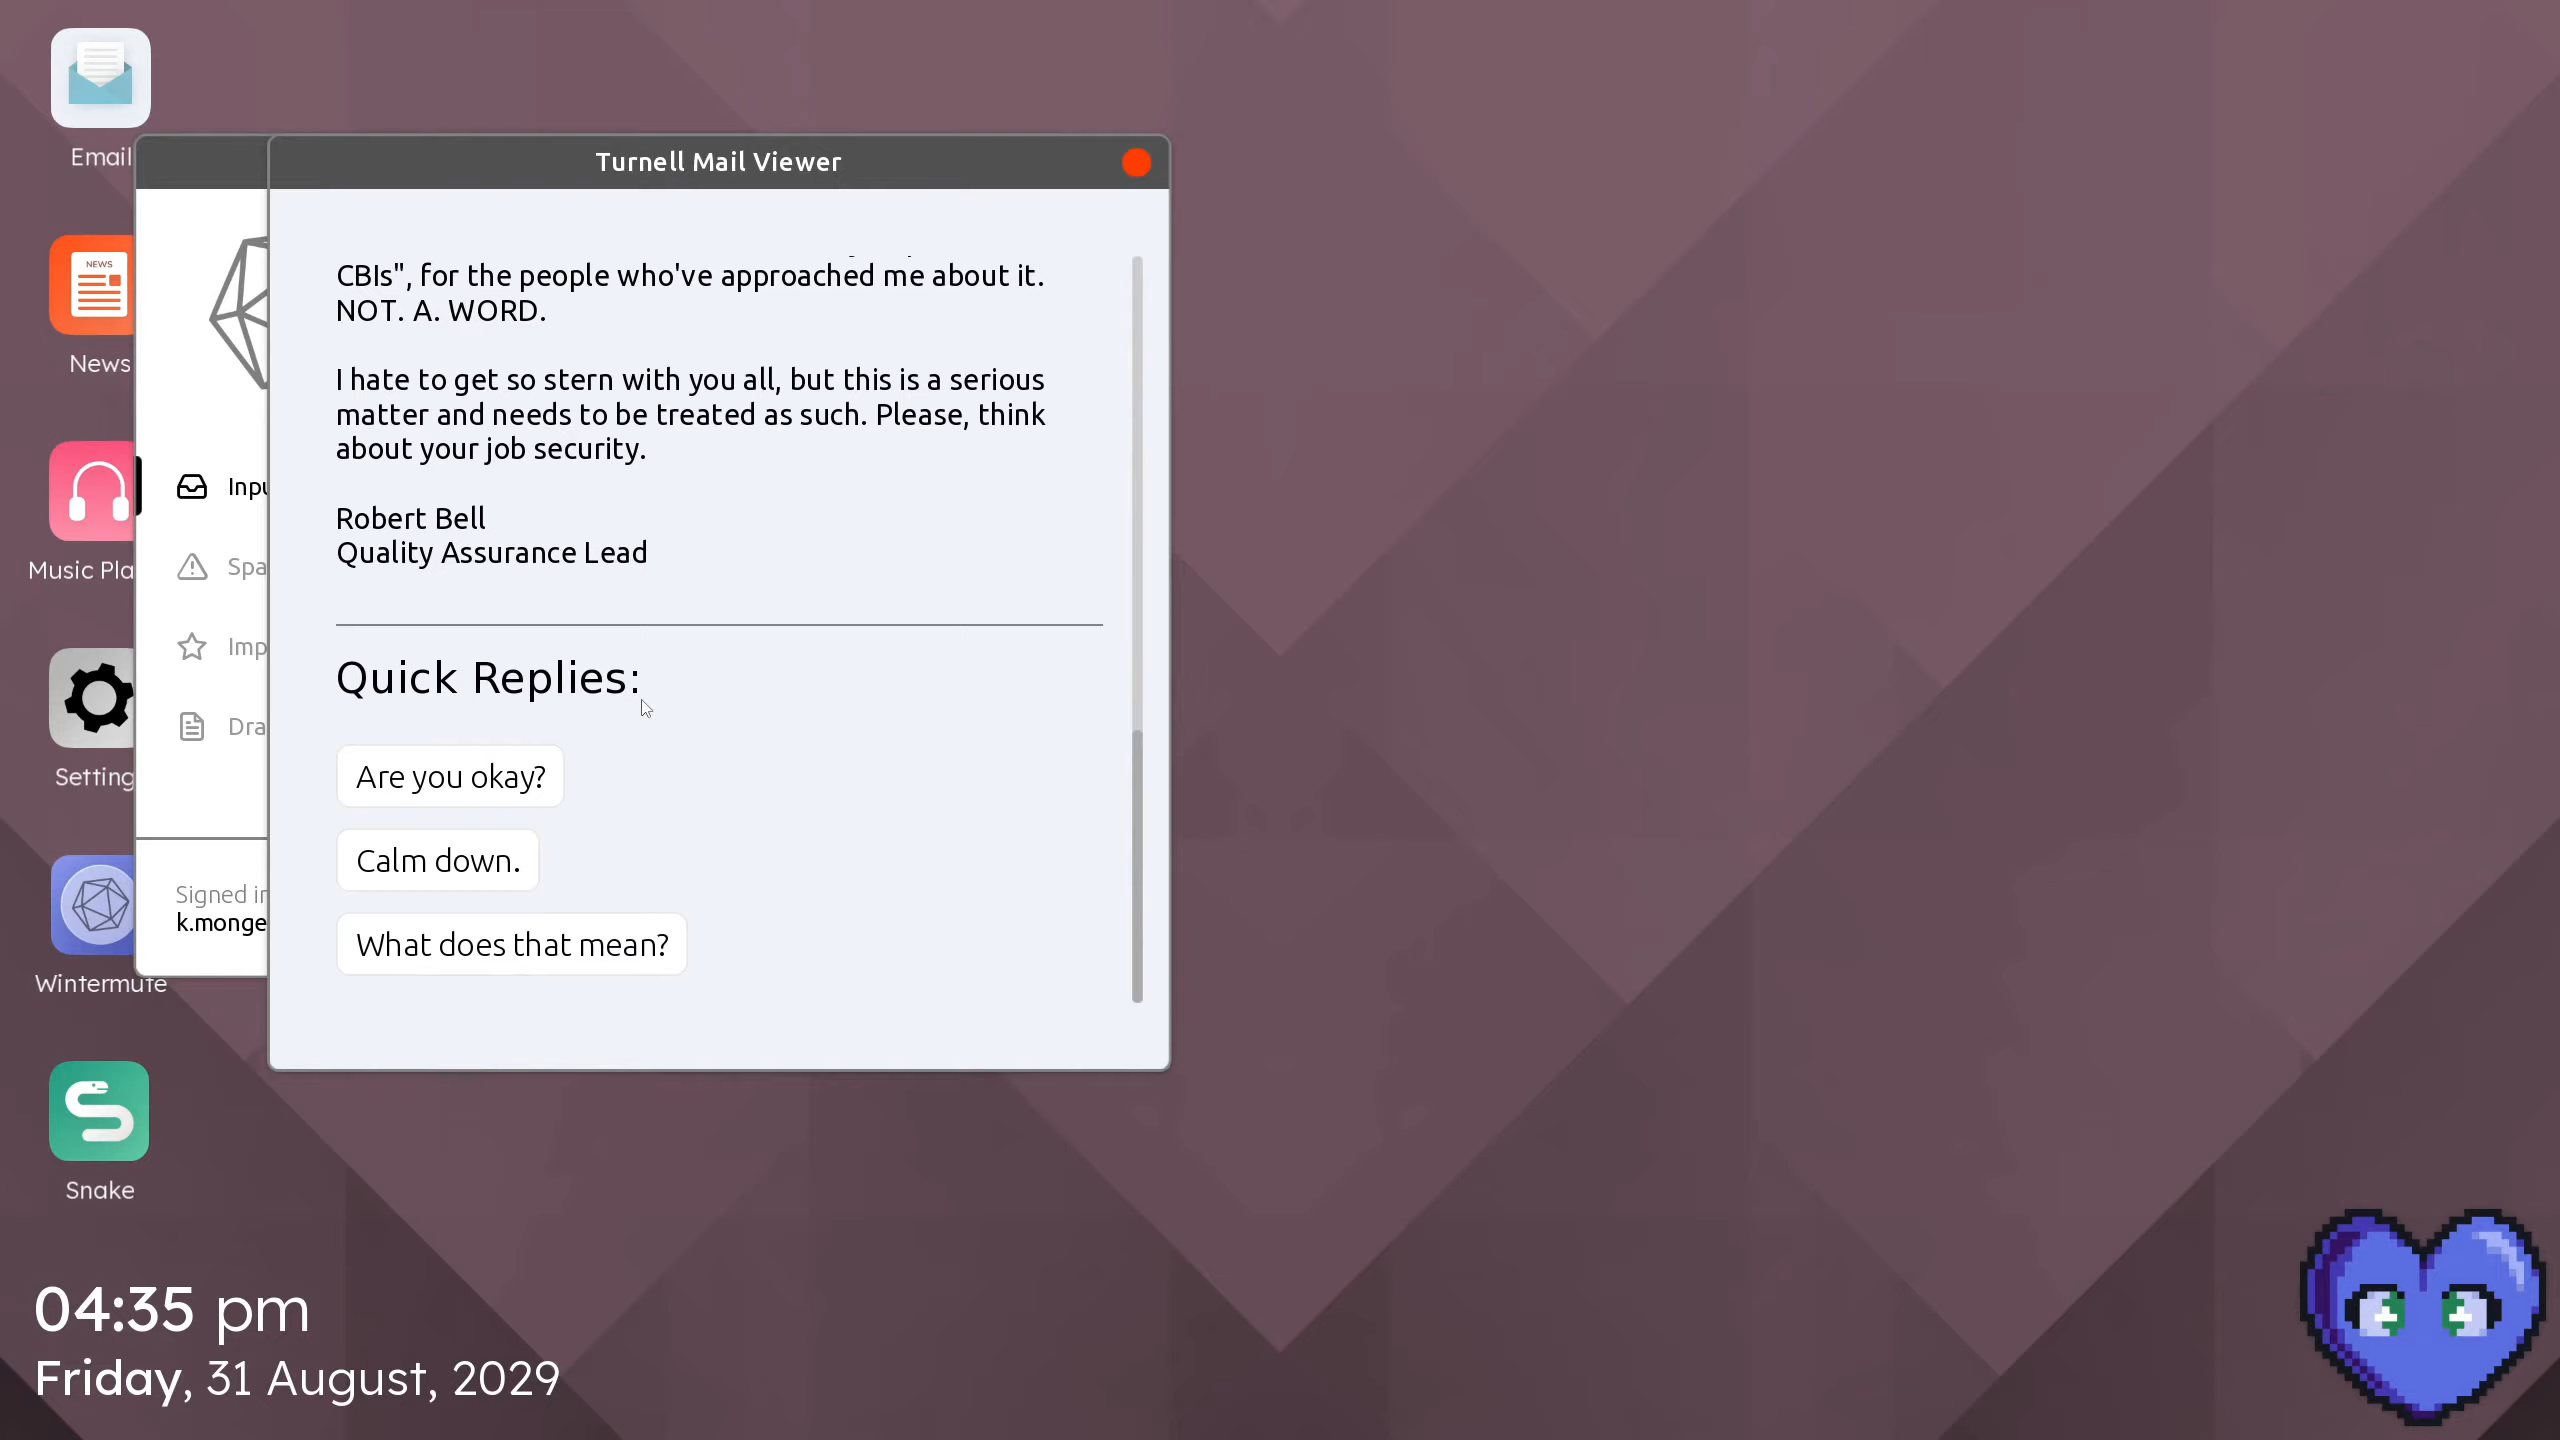 Email
NEWS
News
Music Pla
Setting
Wintermute
Snake
04:35 pm
Friday, 31 August, 2029
Inpu
Spa
Imp
Dra
Signed in
k.monge
Turnell Mail Viewer
CBIs", for the people who've approached me about it.
NOT. A. WORD.
I hate to get so stern with you all, but this is a serious
matter and needs to be treated as such. Please, think
about your job security.
Robert Bell
Quality Assurance Lead
Quick Replies:
Are you okay?
Calm down.
What does that mean?